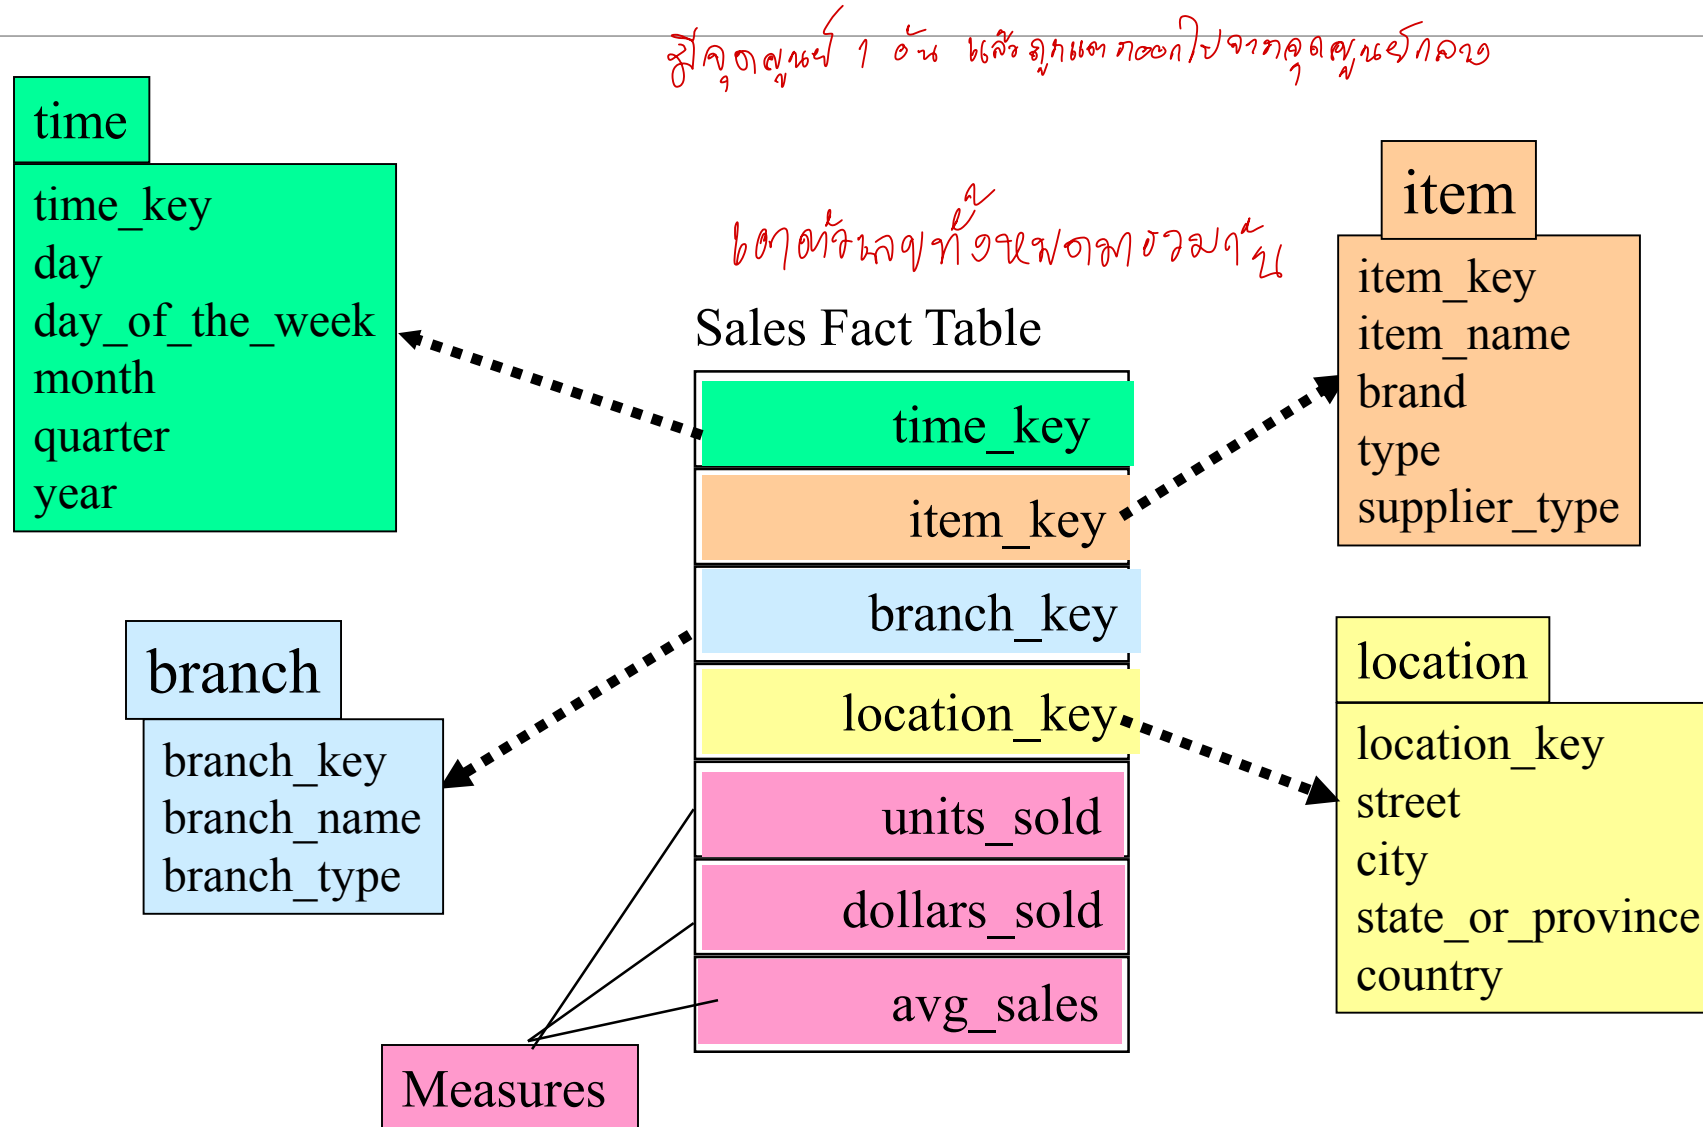 มีจุดศูนย์ 1 อัน แล้วถูกแตกออกไปจากจุดศูนย์กลาง
time
time_key
day
day_of_the_week
month
quarter
year
เอาตัวเลขทั้งหมดมารวมกัน
Sales Fact Table
time_key
item_key
branch_key
location_key
units_sold
dollars_sold
avg_sales
item
item_key
item_name
brand
type
supplier_type
branch
branch_key
branch_name
branch_type
location
location_key
street
city
state_or_province
country
Measures